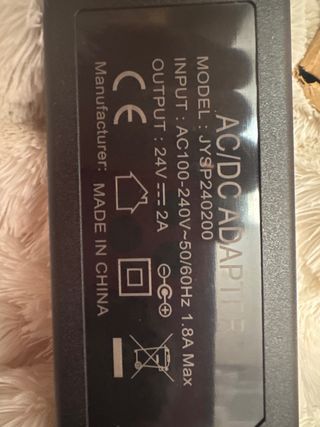 AC/DC ADAPTER
MODEL : JYSP240200
INPUT : AC100-240V~50/60Hz 1.8A Max
OUTPUT : 24V⎓2A
CE
Manufacturer: MADE IN CHINA